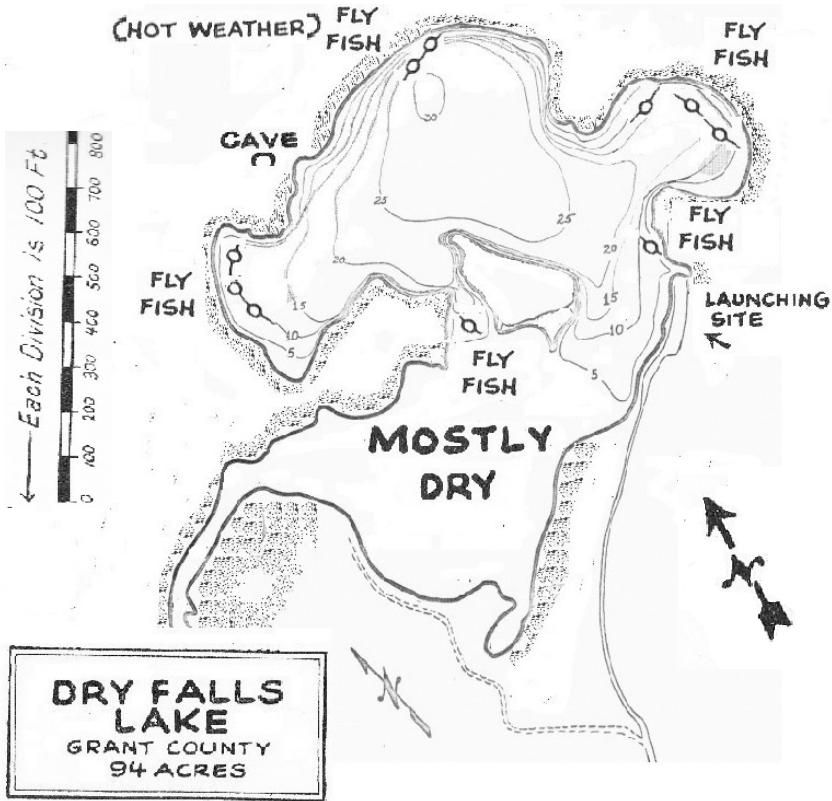 (HOT WEATHER)
FLY
FISH
FLY
FISH
CAVE
30
25
25
20
20
15
15
10
10
5
5
FLY
FISH
FLY
FISH
FLY
FISH
LAUNCHING
SITE
MOSTLY
DRY
Each Division is 100 Ft
800
700
600
500
400
300
200
100
0
N
N
DRY FALLS
LAKE
GRANT COUNTY
94 ACRES